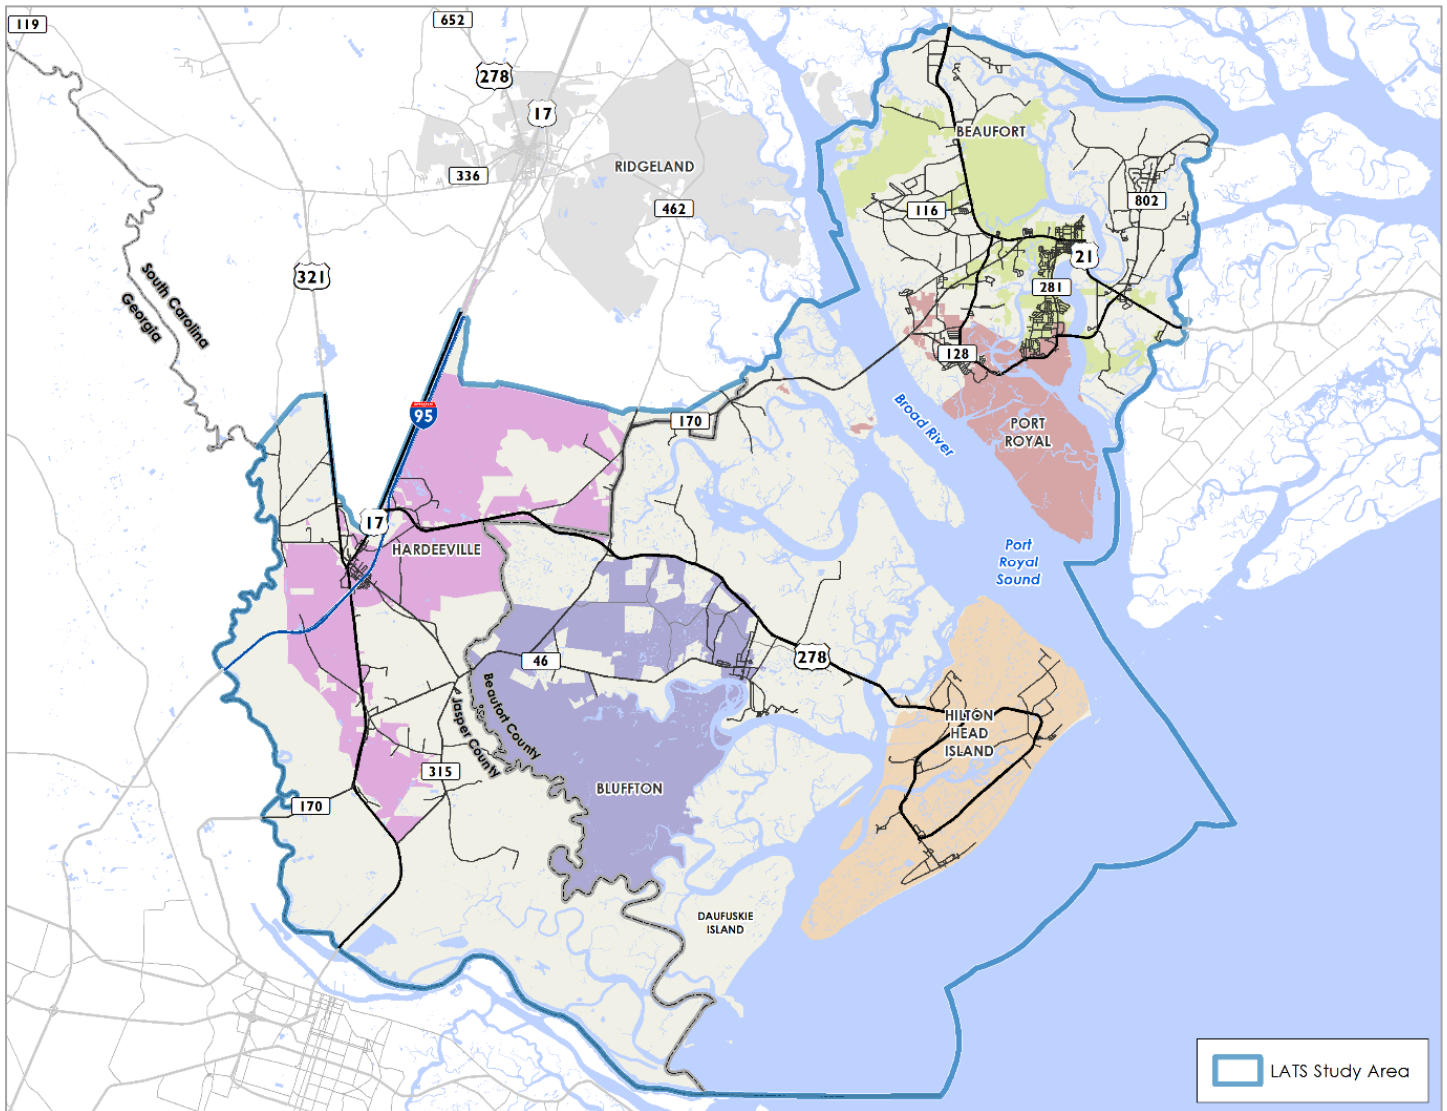 119
652
278
17
RIDGELAND
336
462
BEAUFORT
116
802
21
281
321
South Carolina
Georgia
128
95
170
PORT
ROYAL
Broad River
17
HARDEEVILLE
Port
Royal
Sound
46
278
Beaufort County
Jasper County
HILTON
HEAD
ISLAND
315
BLUFFTON
170
DAUFUSKIE
ISLAND
LATS Study Area